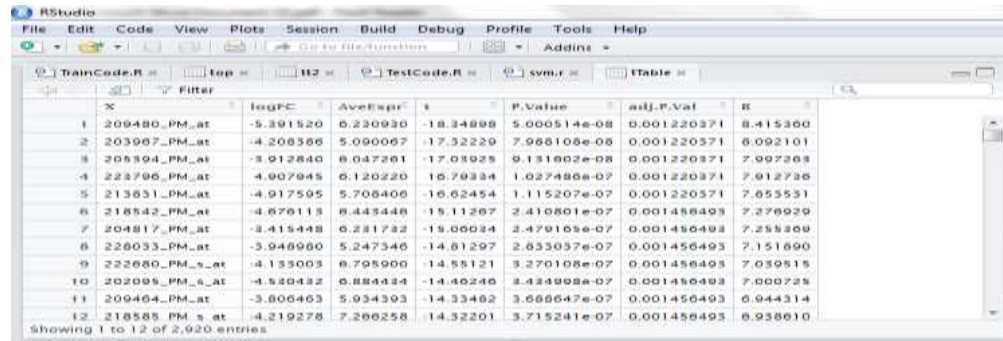 RStudio
File Edit Code View Plots Session Build Debug Profile Tools Help
Go to file/function Addins
TrainCode.R top tt2 TestCode.R svm.r tTable
Filter
X logFC AveExpr t P.Value adj.P.Val B
1 209480_PM_at -5.391520 6.230930 -18.34898 5.000514e-08 0.001220371 8.415360
2 203967_PM_at -4.206386 5.090067 -17.32229 7.968108e-08 0.001220371 8.092101
3 205394_PM_at -3.912840 6.047261 -17.03925 9.131602e-08 0.001220371 7.997263
4 223796_PM_at 4.907945 6.120220 16.79334 1.027486e-07 0.001220371 7.912736
5 213831_PM_at -4.917595 5.708406 -16.62454 1.115207e-07 0.001220371 7.853531
6 218542_PM_at -4.676113 6.443446 -15.11267 2.410801e-07 0.001456493 7.276929
7 204817_PM_at -3.415448 6.231732 -15.06034 2.479165e-07 0.001456493 7.255369
8 228033_PM_at -3.948960 5.247346 -14.81297 2.833037e-07 0.001456493 7.151690
9 222680_PM_s_at -4.133003 6.795900 -14.55121 3.270108e-07 0.001456493 7.039515
10 202095_PM_s_at -4.530432 6.884434 -14.46246 3.434998e-07 0.001456493 7.000725
11 209464_PM_at -3.806463 5.934393 -14.33462 3.688647e-07 0.001456493 6.944314
12 218585_PM_s_at -4.219278 7.266258 -14.32201 3.715241e-07 0.001456493 6.938610
Showing 1 to 12 of 2,920 entries